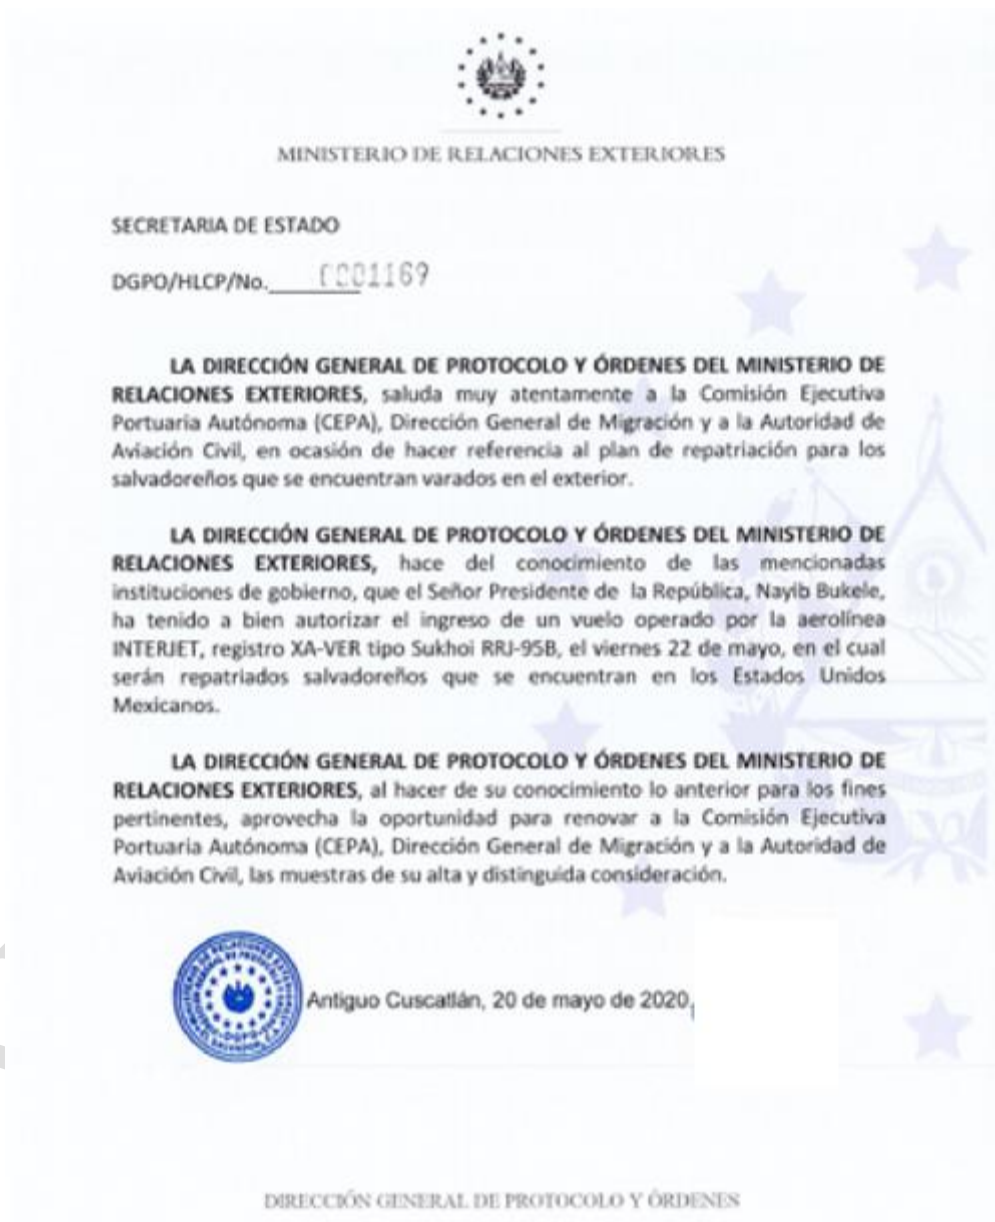 MINISTERIO DE RELACIONES EXTERIORES
SECRETARIA DE ESTADO
DGPO/HLCP/No. 0001169
LA DIRECCIÓN GENERAL DE PROTOCOLO Y ÓRDENES DEL MINISTERIO DE
RELACIONES EXTERIORES, saluda muy atentamente a la Comisión Ejecutiva
Portuaria Autónoma (CEPA), Dirección General de Migración y a la Autoridad de
Aviación Civil, en ocasión de hacer referencia al plan de repatriación para los
salvadoreños que se encuentran varados en el exterior.
LA DIRECCIÓN GENERAL DE PROTOCOLO Y ÓRDENES DEL MINISTERIO DE
RELACIONES EXTERIORES, hace del conocimiento de las mencionadas
instituciones de gobierno, que el Señor Presidente de la República, Nayib Bukele,
ha tenido a bien autorizar el ingreso de un vuelo operado por la aerolínea
INTERJET, registro XA-VER tipo Sukhoi RRJ-95B, el viernes 22 de mayo, en el cual
serán repatriados salvadoreños que se encuentran en los Estados Unidos
Mexicanos.
LA DIRECCIÓN GENERAL DE PROTOCOLO Y ÓRDENES DEL MINISTERIO DE
RELACIONES EXTERIORES, al hacer de su conocimiento lo anterior para los fines
pertinentes, aprovecha la oportunidad para renovar a la Comisión Ejecutiva
Portuaria Autónoma (CEPA), Dirección General de Migración y a la Autoridad de
Aviación Civil, las muestras de su alta y distinguida consideración.
Antiguo Cuscatlán, 20 de mayo de 2020,
DIRECCIÓN GENERAL DE PROTOCOLO Y ÓRDENES